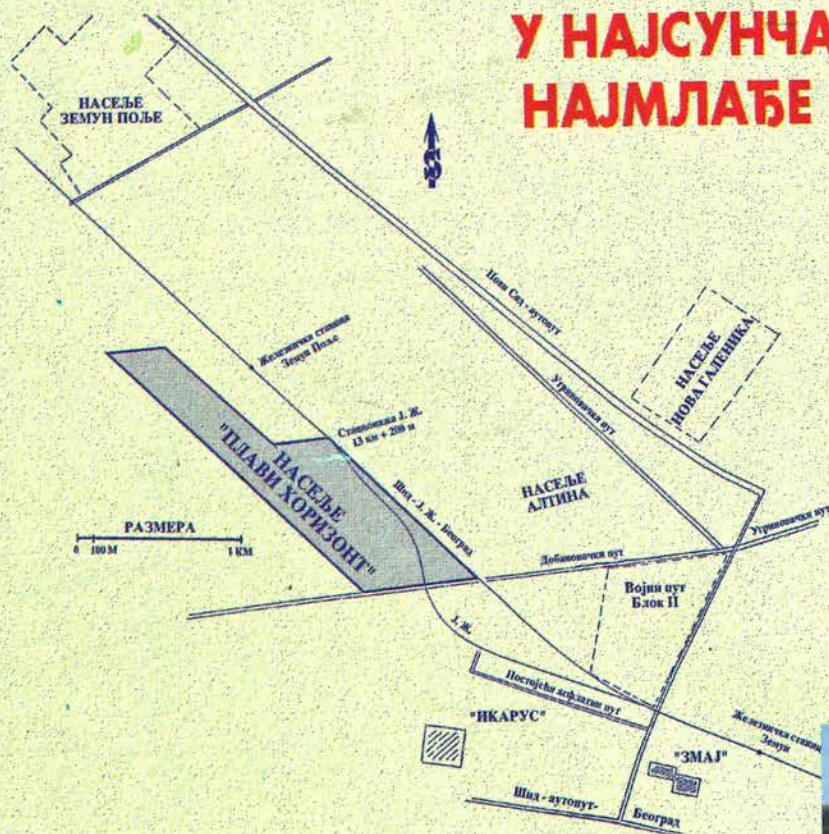 У НАЈСУНЧА
НАЈМЛАЂЕ
НАСЕЉЕ
ЗЕМУН ПОЉЕ
S
Нови Сад - аутопут
НАСЕЉЕ
НОВА ГАЛЕНИКА
Угриновачки пут
Железничка станица
Земун Поље
Стационажа Ј. Ж.
13 км + 200 м
НАСЕЉЕ
"ПЛАВИ ХОРИЗОНТ"
Шид - Ј. Ж. - Београд
НАСЕЉЕ
АЛТИНА
РАЗМЕРА
0 100 М 1 КМ
Добановачки пут
Угриновачки пут
Војни пут
Блок II
Ј. Ж.
Постојећи асфлатни пут
"ИКАРУС"
Железничка станица
Земун
"ЗМАЈ"
Шид - аутопут-
Београд